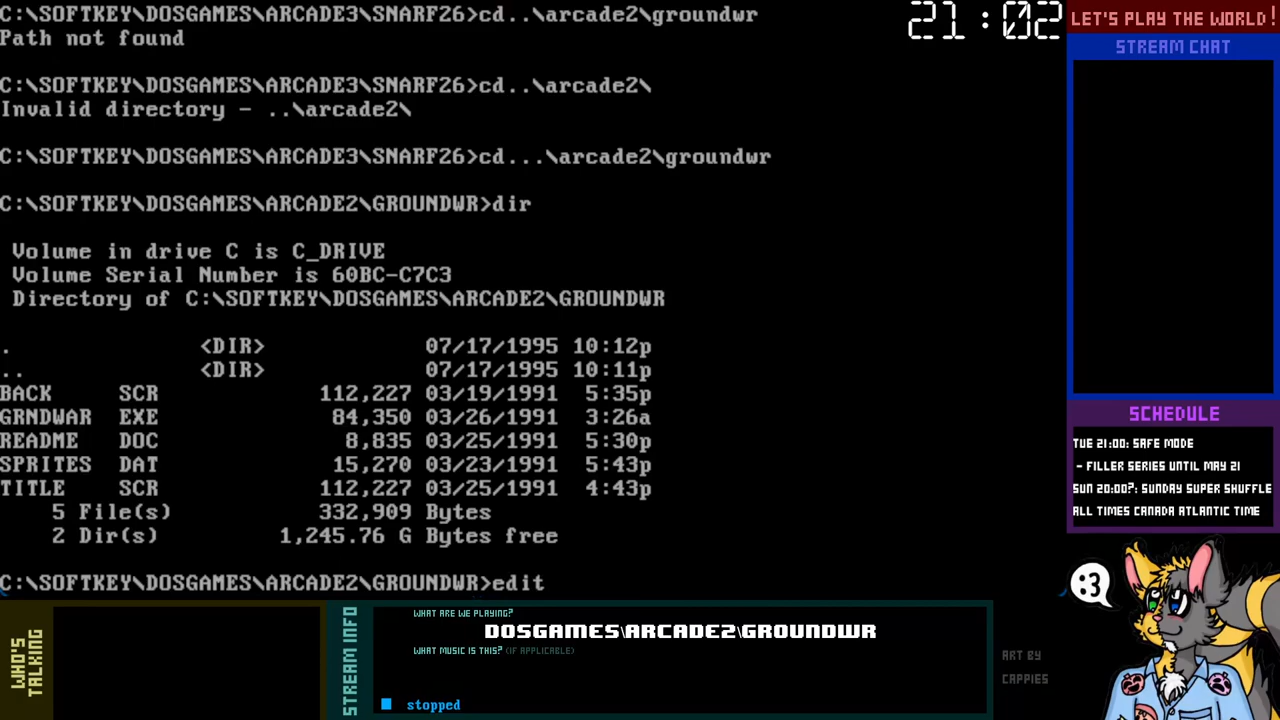 C:\SOFTKEY\DOSGAMES\ARCADE3\SNARF26>cd..\arcade2\groundwr
Path not found
C:\SOFTKEY\DOSGAMES\ARCADE3\SNARF26>cd..\arcade2\
Invalid directory - ..\arcade2\
C:\SOFTKEY\DOSGAMES\ARCADE3\SNARF26>cd...\arcade2\groundwr
C:\SOFTKEY\DOSGAMES\ARCADE2\GROUNDWR>dir
Volume in drive C is C_DRIVE
Volume Serial Number is 60BC-C7C3
Directory of C:\SOFTKEY\DOSGAMES\ARCADE2\GROUNDWR
. <DIR> 07/17/1995 10:12p
.. <DIR> 07/17/1995 10:11p
BACK SCR 112,227 03/19/1991 5:35p
GRNDWAR EXE 84,350 03/26/1991 3:26a
README DOC 8,835 03/25/1991 5:30p
SPRITES DAT 15,270 03/23/1991 5:43p
TITLE SCR 112,227 03/25/1991 4:43p
5 File(s) 332,909 Bytes
2 Dir(s) 1,245.76 G Bytes free
C:\SOFTKEY\DOSGAMES\ARCADE2\GROUNDWR>edit
21:02
LET'S PLAY THE WORLD!
STREAM CHAT
SCHEDULE
TUE 21:00: SAFE MODE
- FILLER SERIES UNTIL MAY 21
SUN 20:00?: SUNDAY SUPER SHUFFLE
ALL TIMES CANADA ATLANTIC TIME
:3
WHO'S TALKING
STREAM INFO
WHAT ARE WE PLAYING?
DOSGAMES\ARCADE2\GROUNDWR
WHAT MUSIC IS THIS? (IF APPLICABLE)
stopped
ART BY
CAPPIES